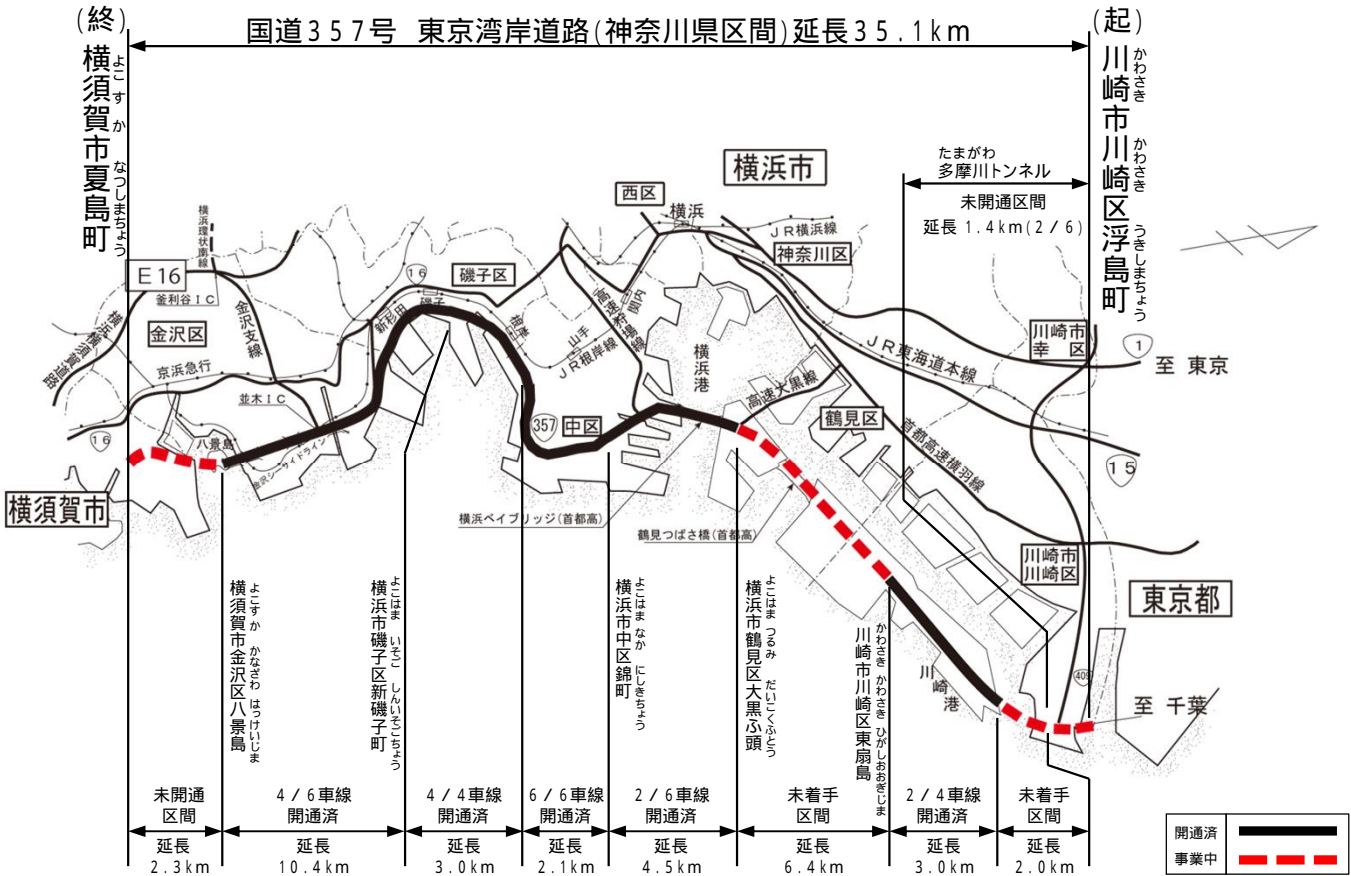 (終)
国道357号 東京湾岸道路(神奈川県区間)延長35.1km
(起)
横須賀市夏島町
よこすか なつしまちょう
川崎市川崎区浮島町
かわさき かわさき うきしまちょう
たまがわ
多摩川トンネル
未開通区間
延長 1.4km(2/6)
横浜市
西区
横浜
JR横浜線
神奈川区
横浜環状南線
E16
釜利谷IC
16
磯子区
磯子
金沢区
金沢支線
新杉田
根岸
山手
JR根岸線
高速狩場線
関内
横浜港
横浜横須賀道路
京浜急行
並木IC
16
八景島
金沢シーサイドライン
357
中区
高速大黒線
鶴見区
JR東海道本線
首都高速横羽線
川崎市
幸 区
1
至 東京
15
横須賀市
横浜ベイブリッジ(首都高)
鶴見つばさ橋(首都高)
川崎市
川崎区
東京都
409
至 千葉
川崎港
横須賀市金沢区八景島
よこすか かなざわ はっけいじま
横浜市磯子区新磯子町
よこはま いそご しんいそごちょう
横浜市中区錦町
よこはま なか にしきちょう
横浜市鶴見区大黒ふ頭
よこはま つるみ だいこくふとう
川崎市川崎区東扇島
かわさき かわさき ひがしおおぎじま
未開通
区間
延長
2.3km
4/6車線
開通済
延長
10.4km
4/4車線
開通済
延長
3.0km
6/6車線
開通済
延長
2.1km
2/6車線
開通済
延長
4.5km
未着手
区間
延長
6.4km
2/4車線
開通済
延長
3.0km
未着手
区間
延長
2.0km
開通済
事業中